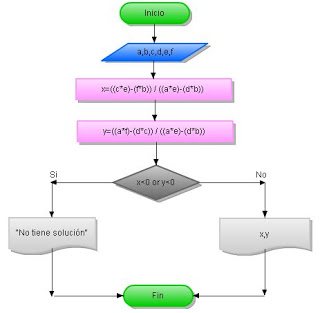 Inicio
a,b,c,d,e,f
x=((c*e)-(f*b)) / ((a*e)-(d*b))
y=((a*f)-(d*c)) / ((a*e)-(d*b))
x<0 or y<0
Si
No
"No tiene solución"
x,y
Fin